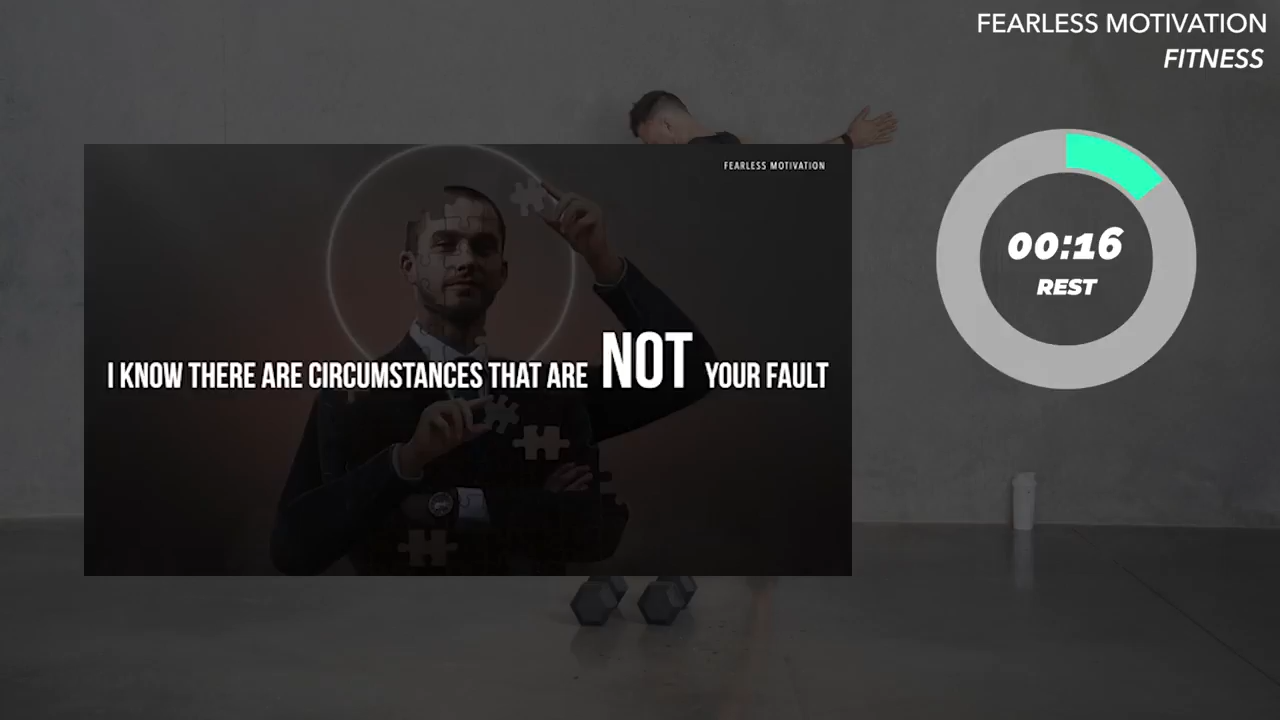 FEARLESS MOTIVATION
FITNESS
FEARLESS MOTIVATION
00:16
REST
I KNOW THERE ARE CIRCUMSTANCES THAT ARE NOT YOUR FAULT